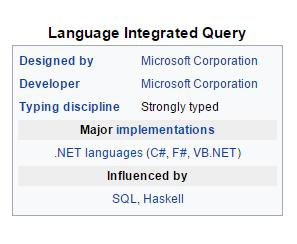 Language Integrated Query
Designed by Microsoft Corporation
Developer Microsoft Corporation
Typing discipline Strongly typed
Major implementations
.NET languages (C#, F#, VB.NET)
Influenced by
SQL, Haskell